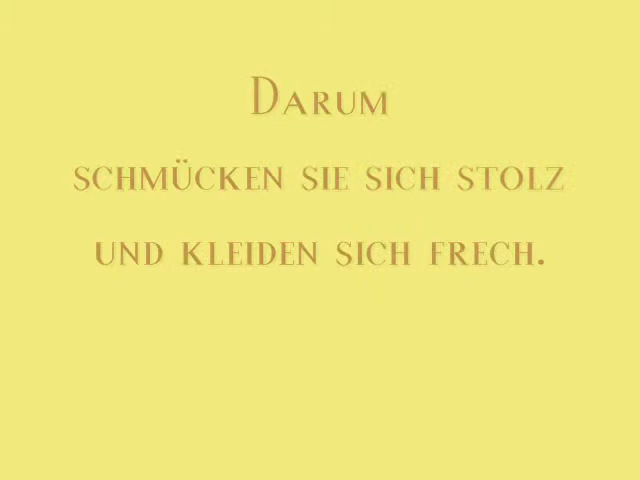 Darum
schmücken sie sich stolz
und kleiden sich frech.